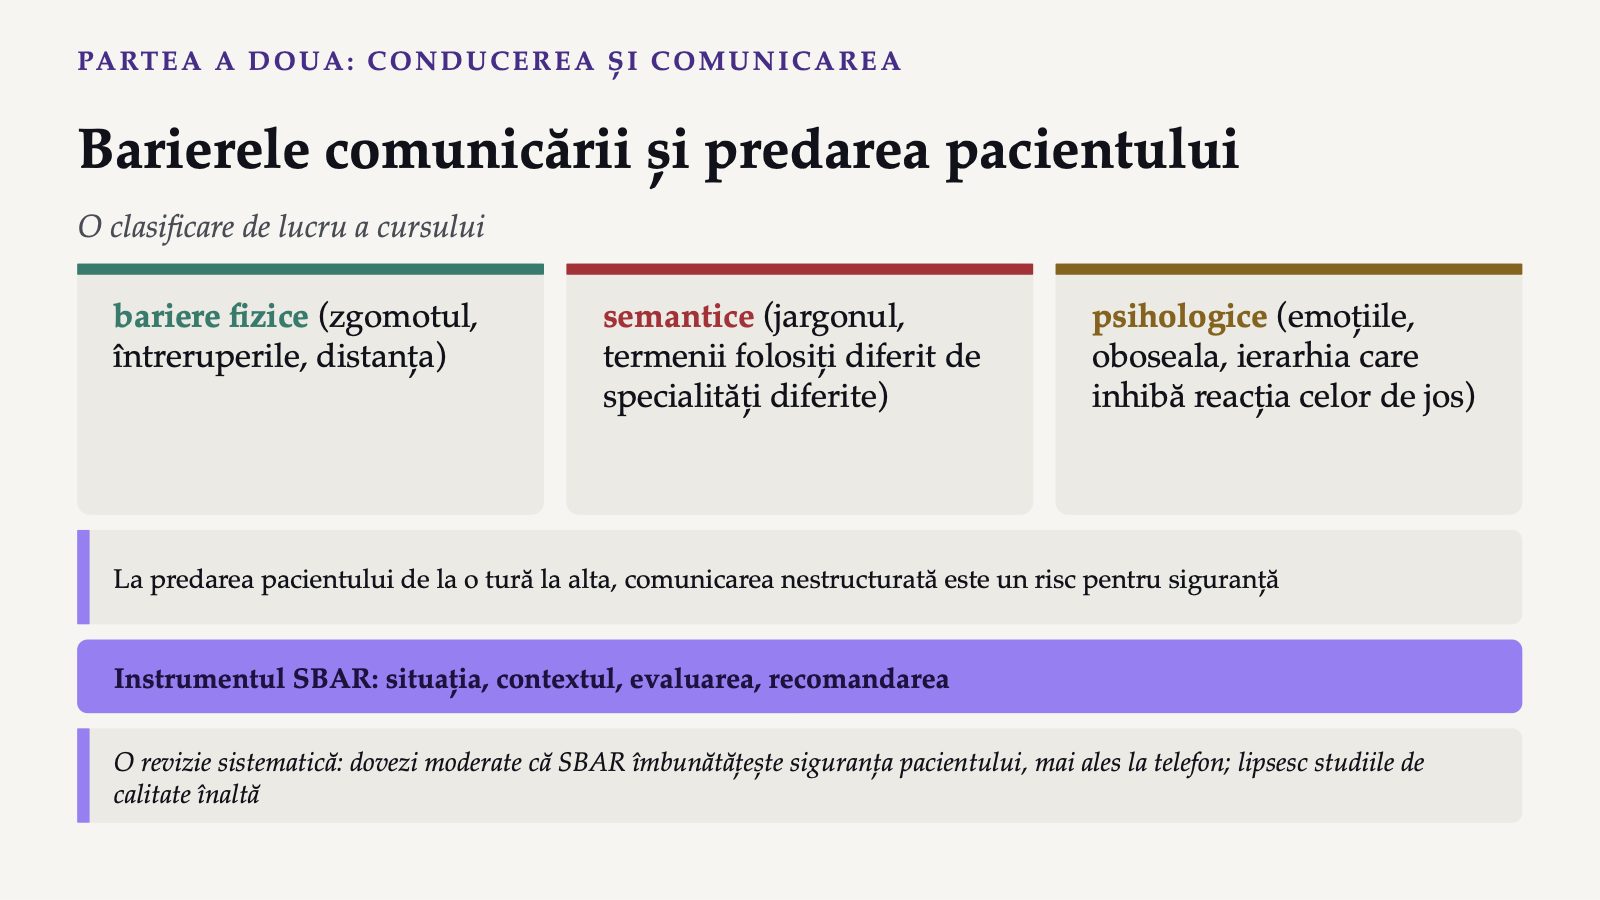 PARTEA A DOUA: CONDUCEREA ȘI COMUNICAREA
Barierele comunicării și predarea pacientului
O clasificare de lucru a cursului
bariere fizice (zgomotul,
întreruperile, distanța)
semantice (jargonul,
termenii folosiți diferit de
specialități diferite)
psihologice (emoțiile,
oboseala, ierarhia care
inhibă reacția celor de jos)
La predarea pacientului de la o tură la alta, comunicarea nestructurată este un risc pentru siguranță
Instrumentul SBAR: situația, contextul, evaluarea, recomandarea
O revizie sistematică: dovezi moderate că SBAR îmbunătățește siguranța pacientului, mai ales la telefon; lipsesc studiile de
calitate înaltă